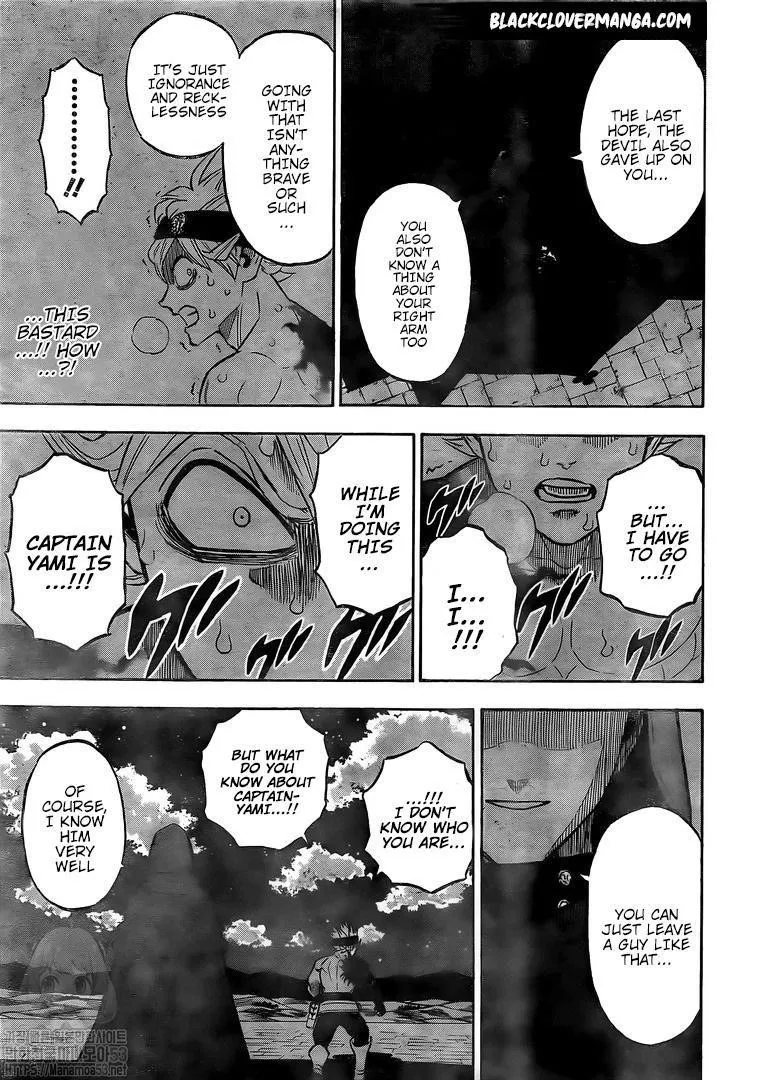 BLACKCLOVERMANGA.COM
THE LAST
HOPE, THE
DEVIL ALSO
GAVE UP ON
YOU...
YOU
ALSO
DON'T
KNOW A
THING
ABOUT
YOUR
RIGHT
ARM
TOO
GOING
WITH
THAT
ISN'T
ANY-
THING
BRAVE
OR
SUCH
...
IT'S JUST
IGNORANCE
AND RECK-
LESSNESS
...THIS
BASTARD
...!! HOW
...?!
...
BUT...
I HAVE
TO GO
...!!
I...
I...
!!!
WHILE
I'M
DOING
THIS
...
CAPTAIN
YAMI IS
...!!!
YOU CAN
JUST LEAVE
A GUY LIKE
THAT...
...!!!
I DON'T
KNOW WHO
YOU ARE...
BUT WHAT
DO YOU
KNOW ABOUT
CAPTAIN-
YAMI...!!
OF
COURSE,
I KNOW
HIM
VERY
WELL
https://Manamoa53.net